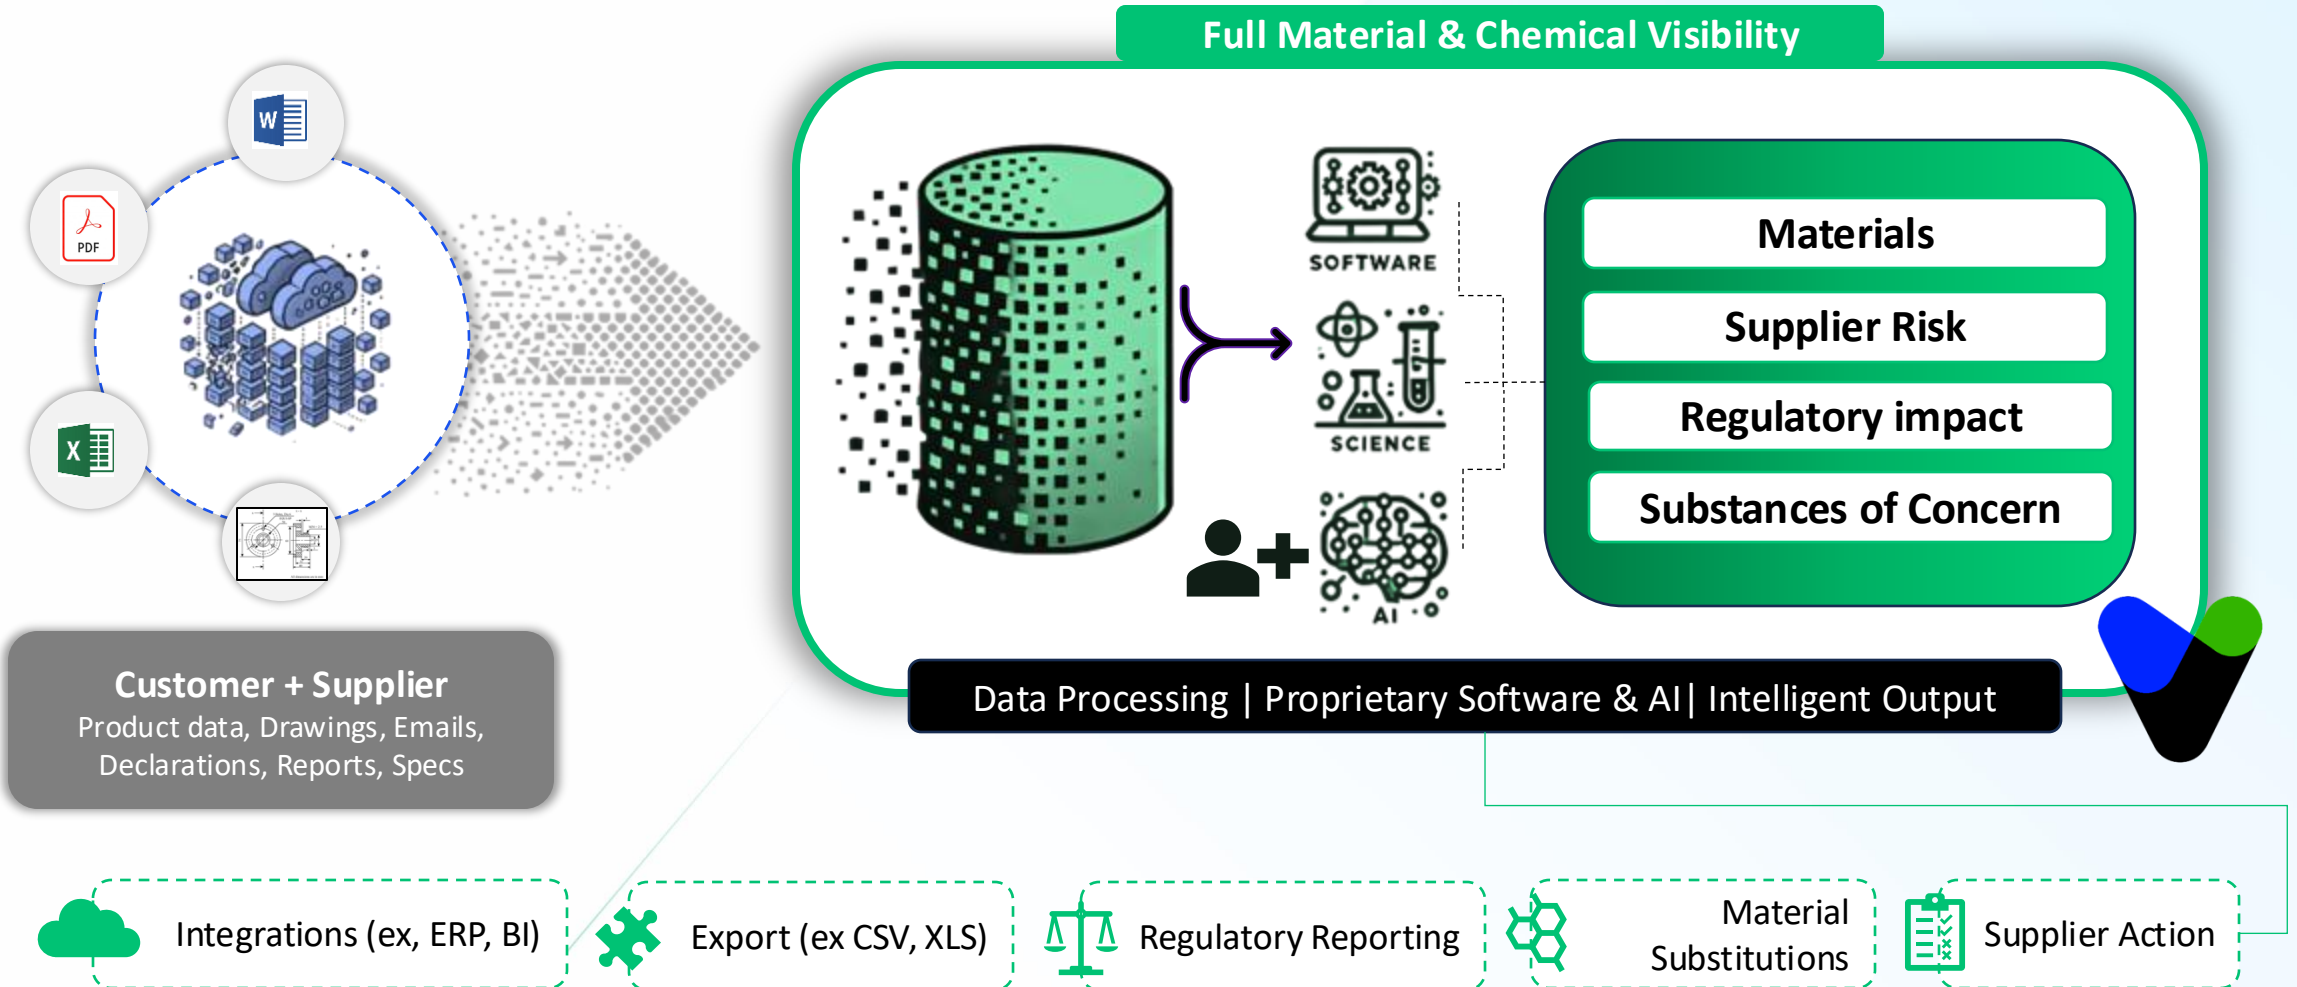 Full Material & Chemical Visibility
W
PDF
X
SOFTWARE
SCIENCE
AI
Materials
Supplier Risk
Regulatory impact
Substances of Concern
Customer + Supplier
Product data, Drawings, Emails,
Declarations, Reports, Specs
Data Processing | Proprietary Software & AI| Intelligent Output
Integrations (ex, ERP, BI)
Export (ex CSV, XLS)
Regulatory Reporting
Material
Substitutions
Supplier Action